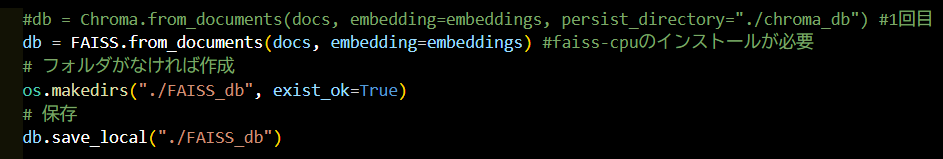 #db = Chroma.from_documents(docs, embedding=embeddings, persist_directory="./chroma_db") #1回目
db = FAISS.from_documents(docs, embedding=embeddings) #faiss-cpuのインストールが必要
# フォルダがなければ作成
os.makedirs("./FAISS_db", exist_ok=True)
# 保存
db.save_local("./FAISS_db")